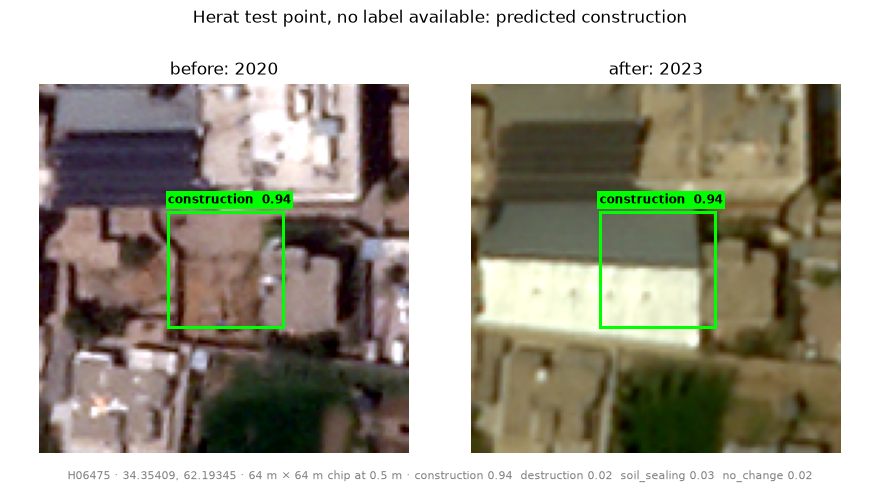 Herat test point, no label available: predicted construction
before: 2020
after: 2023
construction 0.94
construction 0.94
H06475 · 34.35409, 62.19345 · 64 m × 64 m chip at 0.5 m · construction 0.94 destruction 0.02 soil_sealing 0.03 no_change 0.02